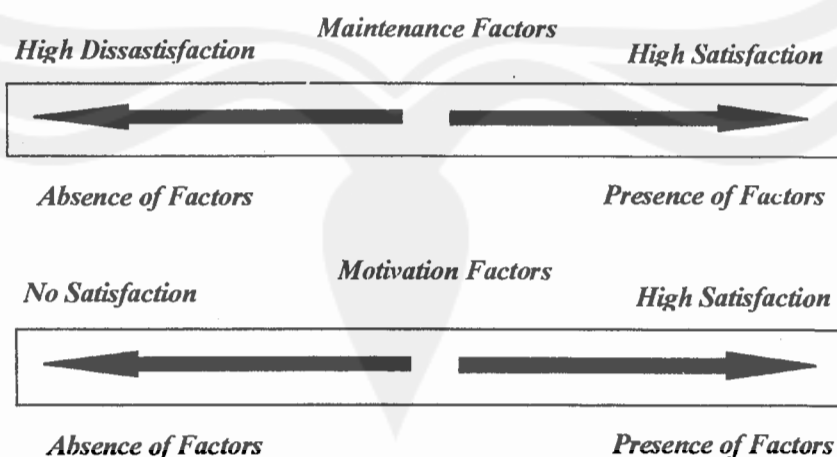 Maintenance Factors
High Dissastisfaction High Satisfaction
Absence of Factors Presence of Factors
Motivation Factors
No Satisfaction High Satisfaction
Absence of Factors Presence of Factors